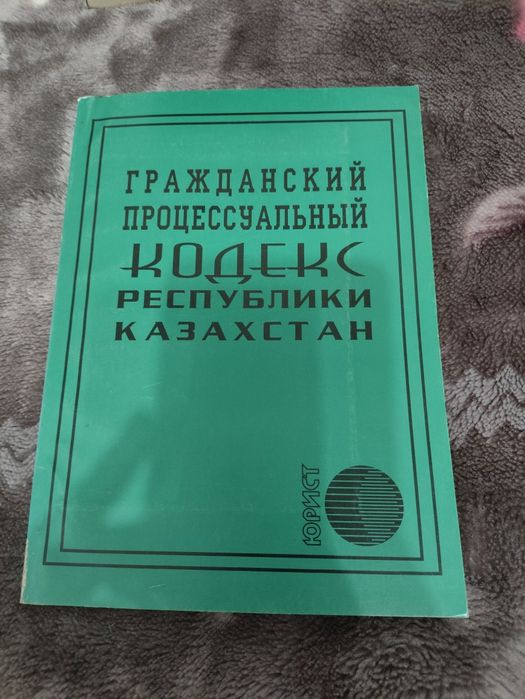 ГРАЖДАНСКИЙ
ПРОЦЕССУАЛЬНЫЙ
КОДЕКС
РЕСПУБЛИКИ
КАЗАХСТАН
ЮРИСТ